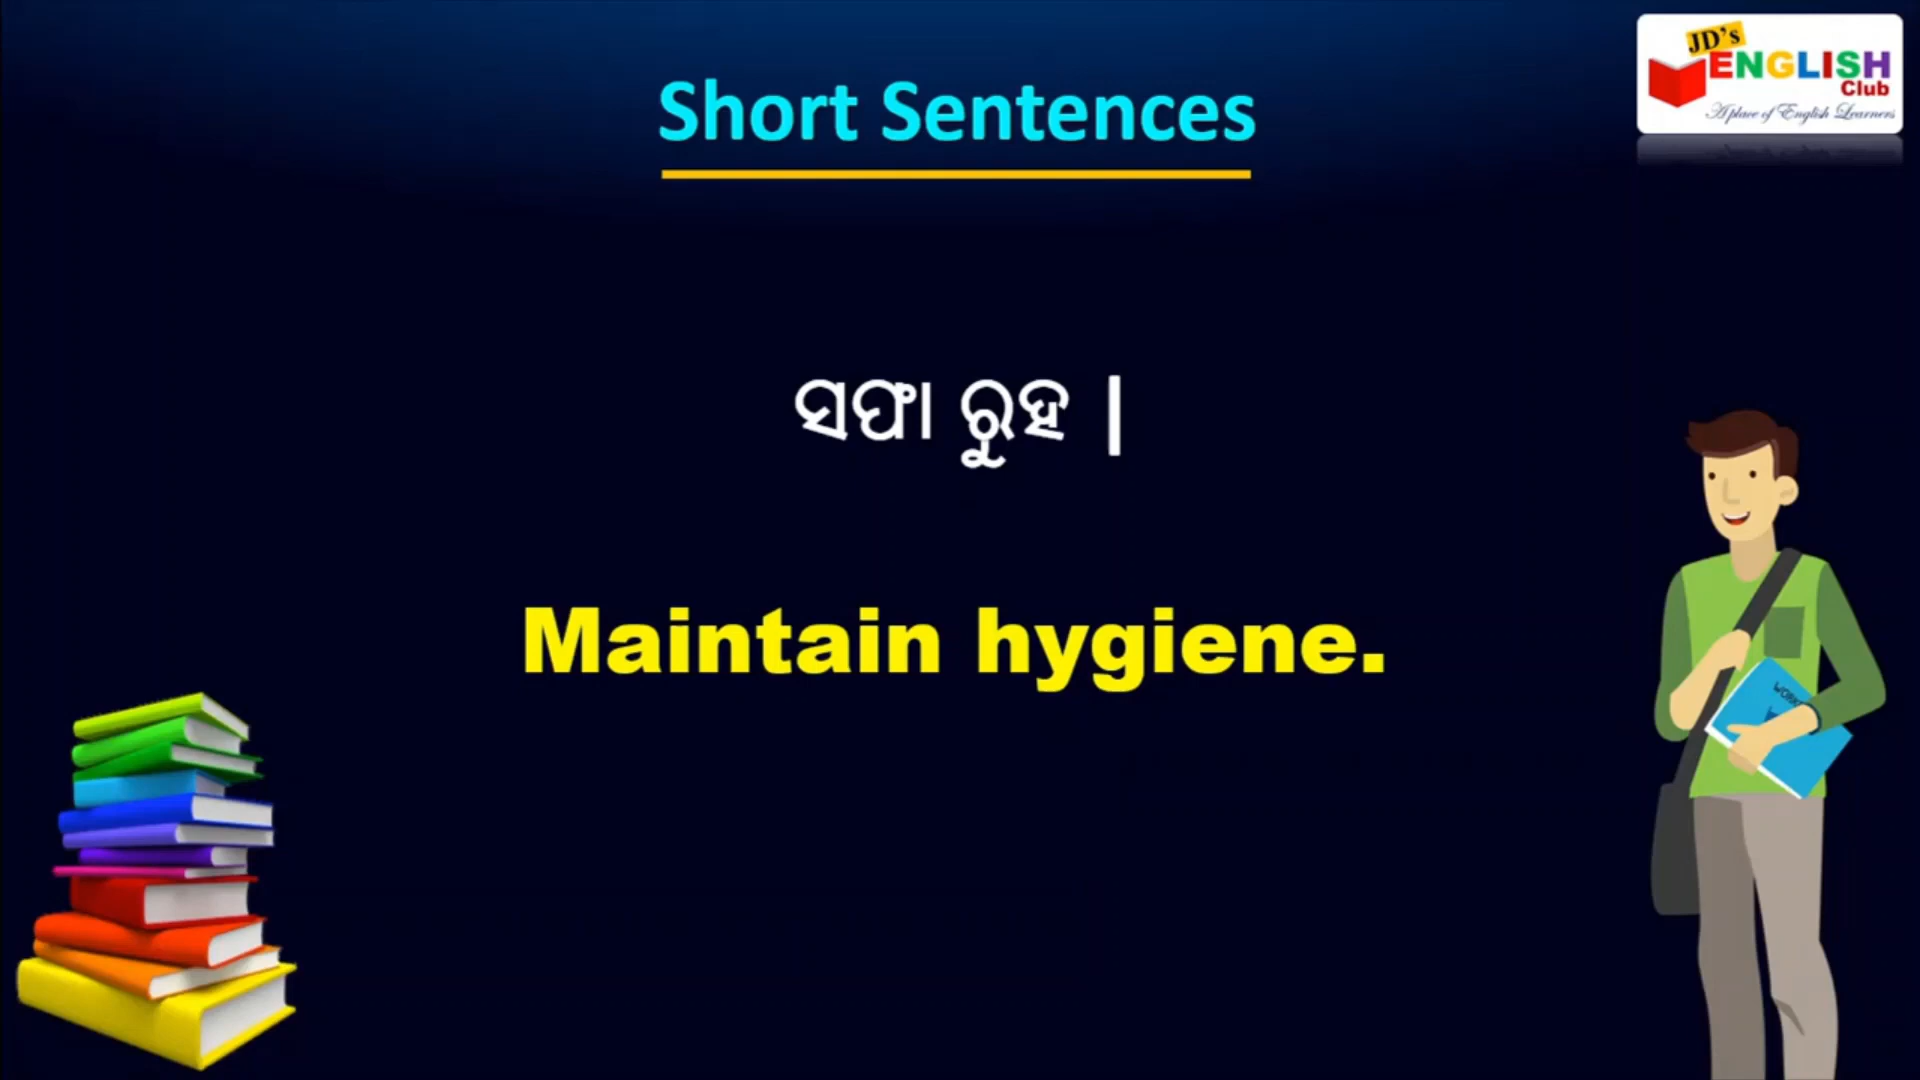 JD's
ENGLISH
Club
A place of English Learners
Short Sentences
ସଫା ରୁହ |
Maintain hygiene.